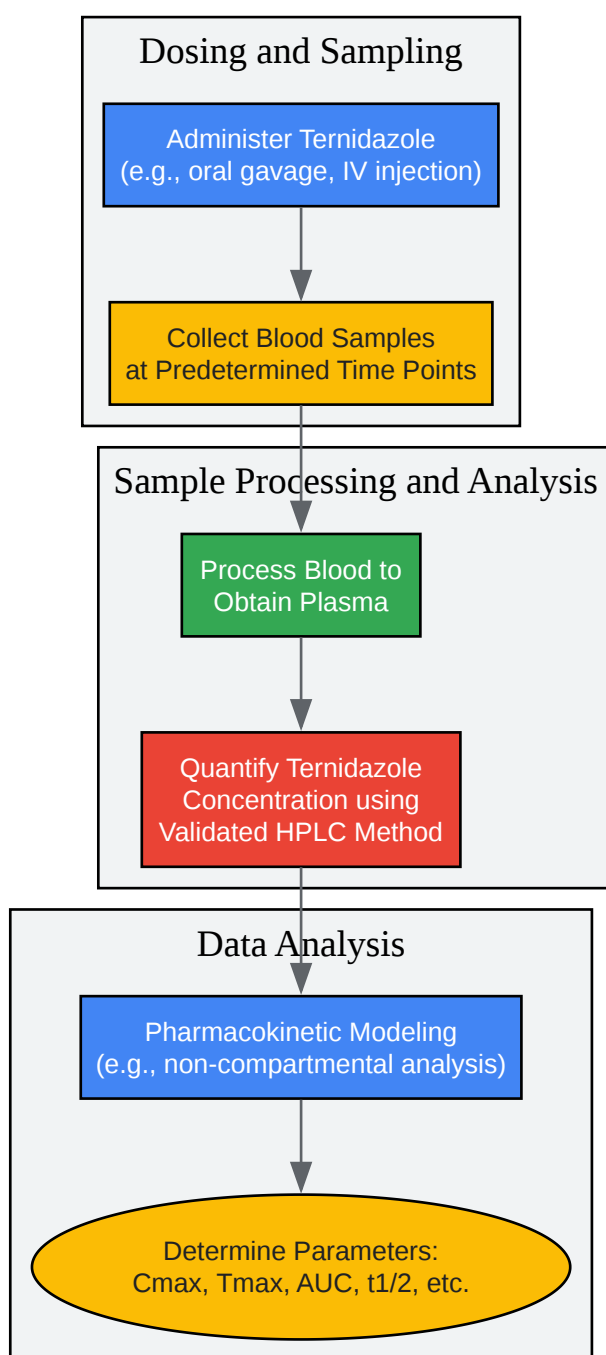 Dosing and Sampling
Administer Ternidazole
(e.g., oral gavage, IV injection)
Collect Blood Samples
at Predetermined Time Points
Sample Processing and Analysis
Process Blood to
Obtain Plasma
Quantify Ternidazole
Concentration using
Validated HPLC Method
Data Analysis
Pharmacokinetic Modeling
(e.g., non-compartmental analysis)
Determine Parameters:
Cmax, Tmax, AUC, t1/2, etc.